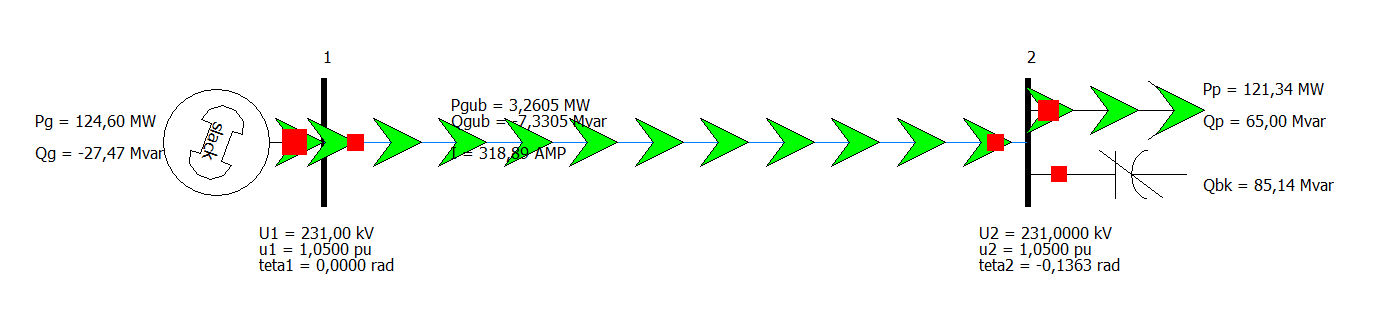 1
2
Pg = 124,60 MW
Qg = -27,47 Mvar
slack
Pgub = 3,2605 MW
Qgub = -7,3305 Mvar
I = 318,89 AMP
Pp = 121,34 MW
Qp = 65,00 Mvar
Qbk = 85,14 Mvar
U1 = 231,00 kV
u1 = 1,0500 pu
teta1 = 0,0000 rad
U2 = 231,0000 kV
u2 = 1,0500 pu
teta2 = -0,1363 rad